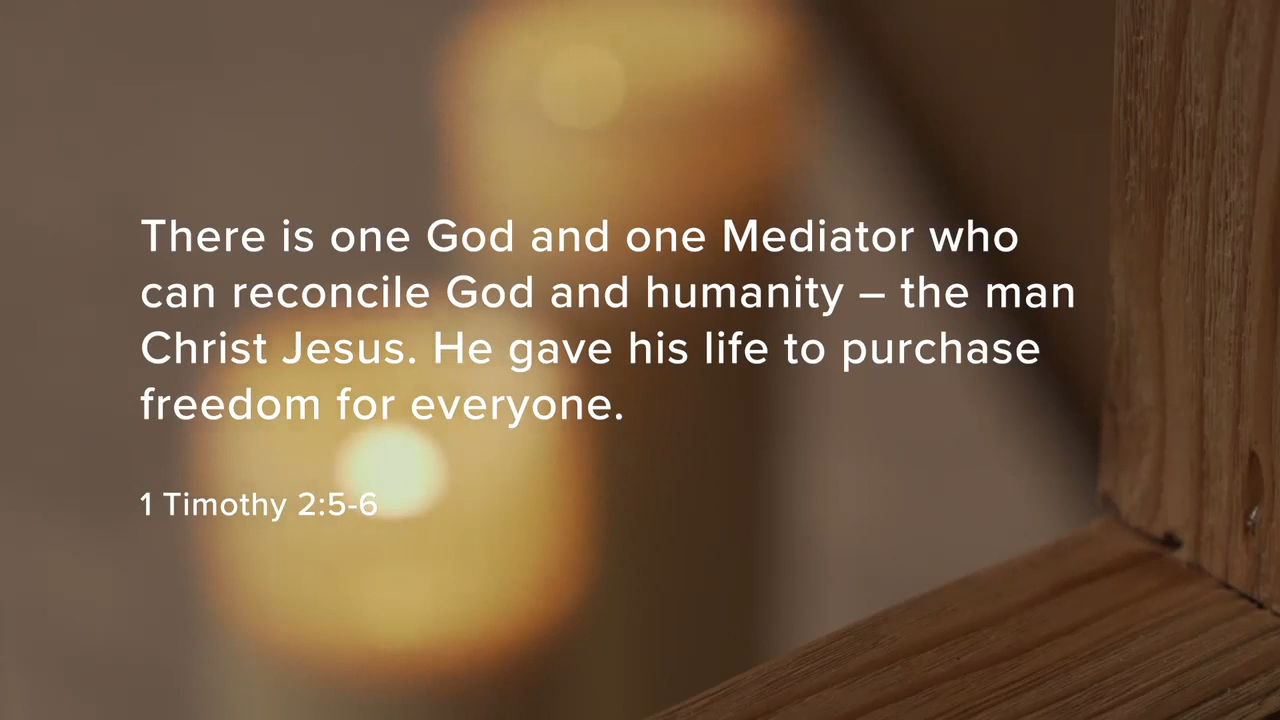 There is one God and one Mediator who
can reconcile God and humanity – the man
Christ Jesus. He gave his life to purchase
freedom for everyone.
1 Timothy 2:5-6